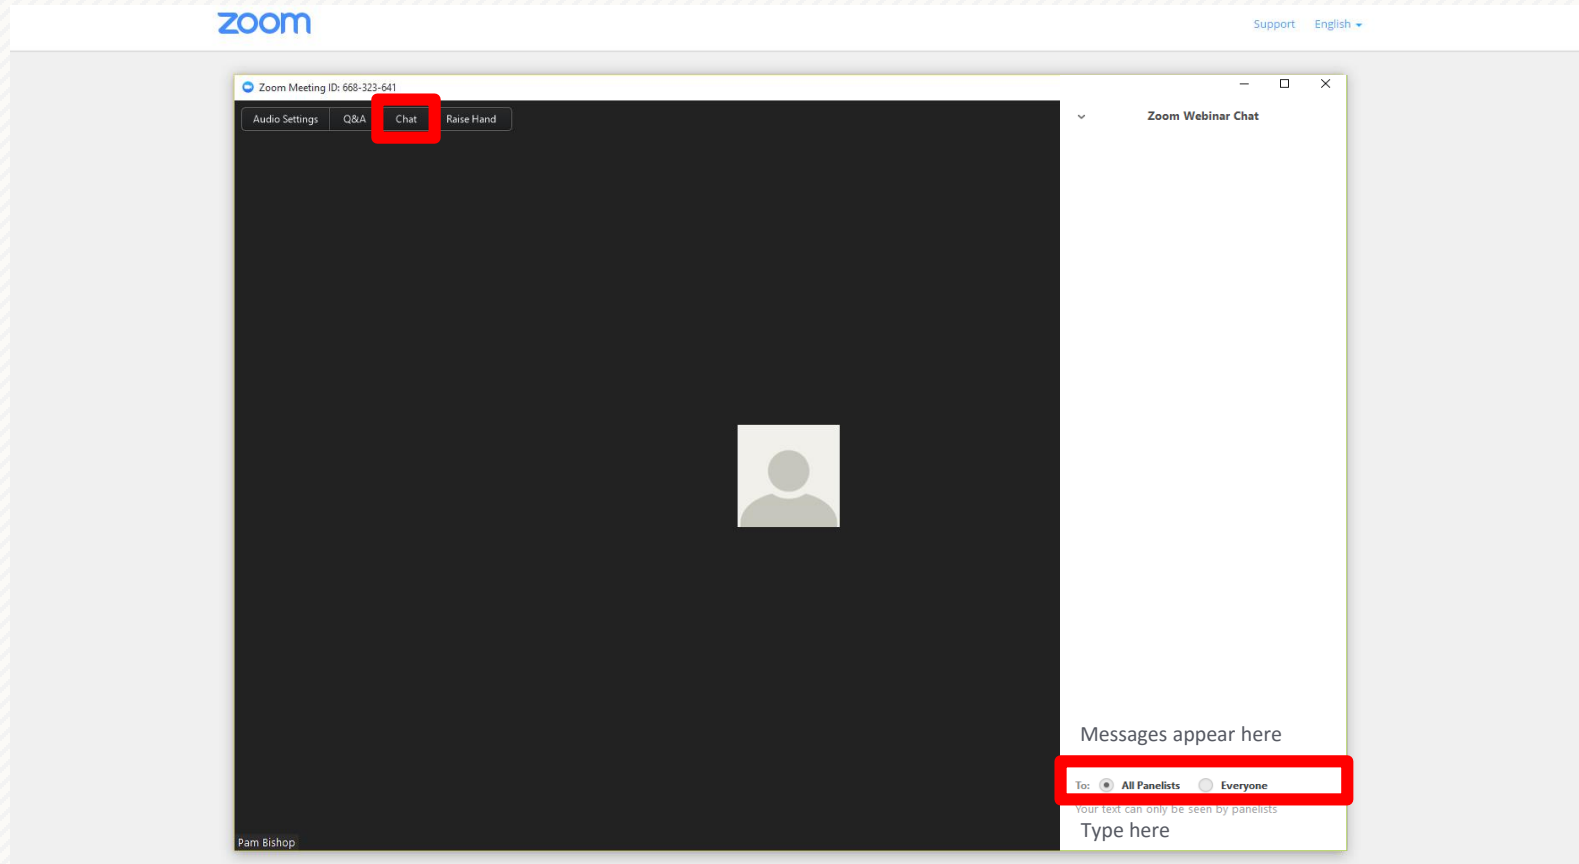 zoom
Support English
Zoom Meeting ID: 668-323-641
Audio Settings Q&A Chat Raise Hand
Zoom Webinar Chat
Messages appear here
To: All Panelists Everyone
Your text can only be seen by panelists
Type here
Pam Bishop